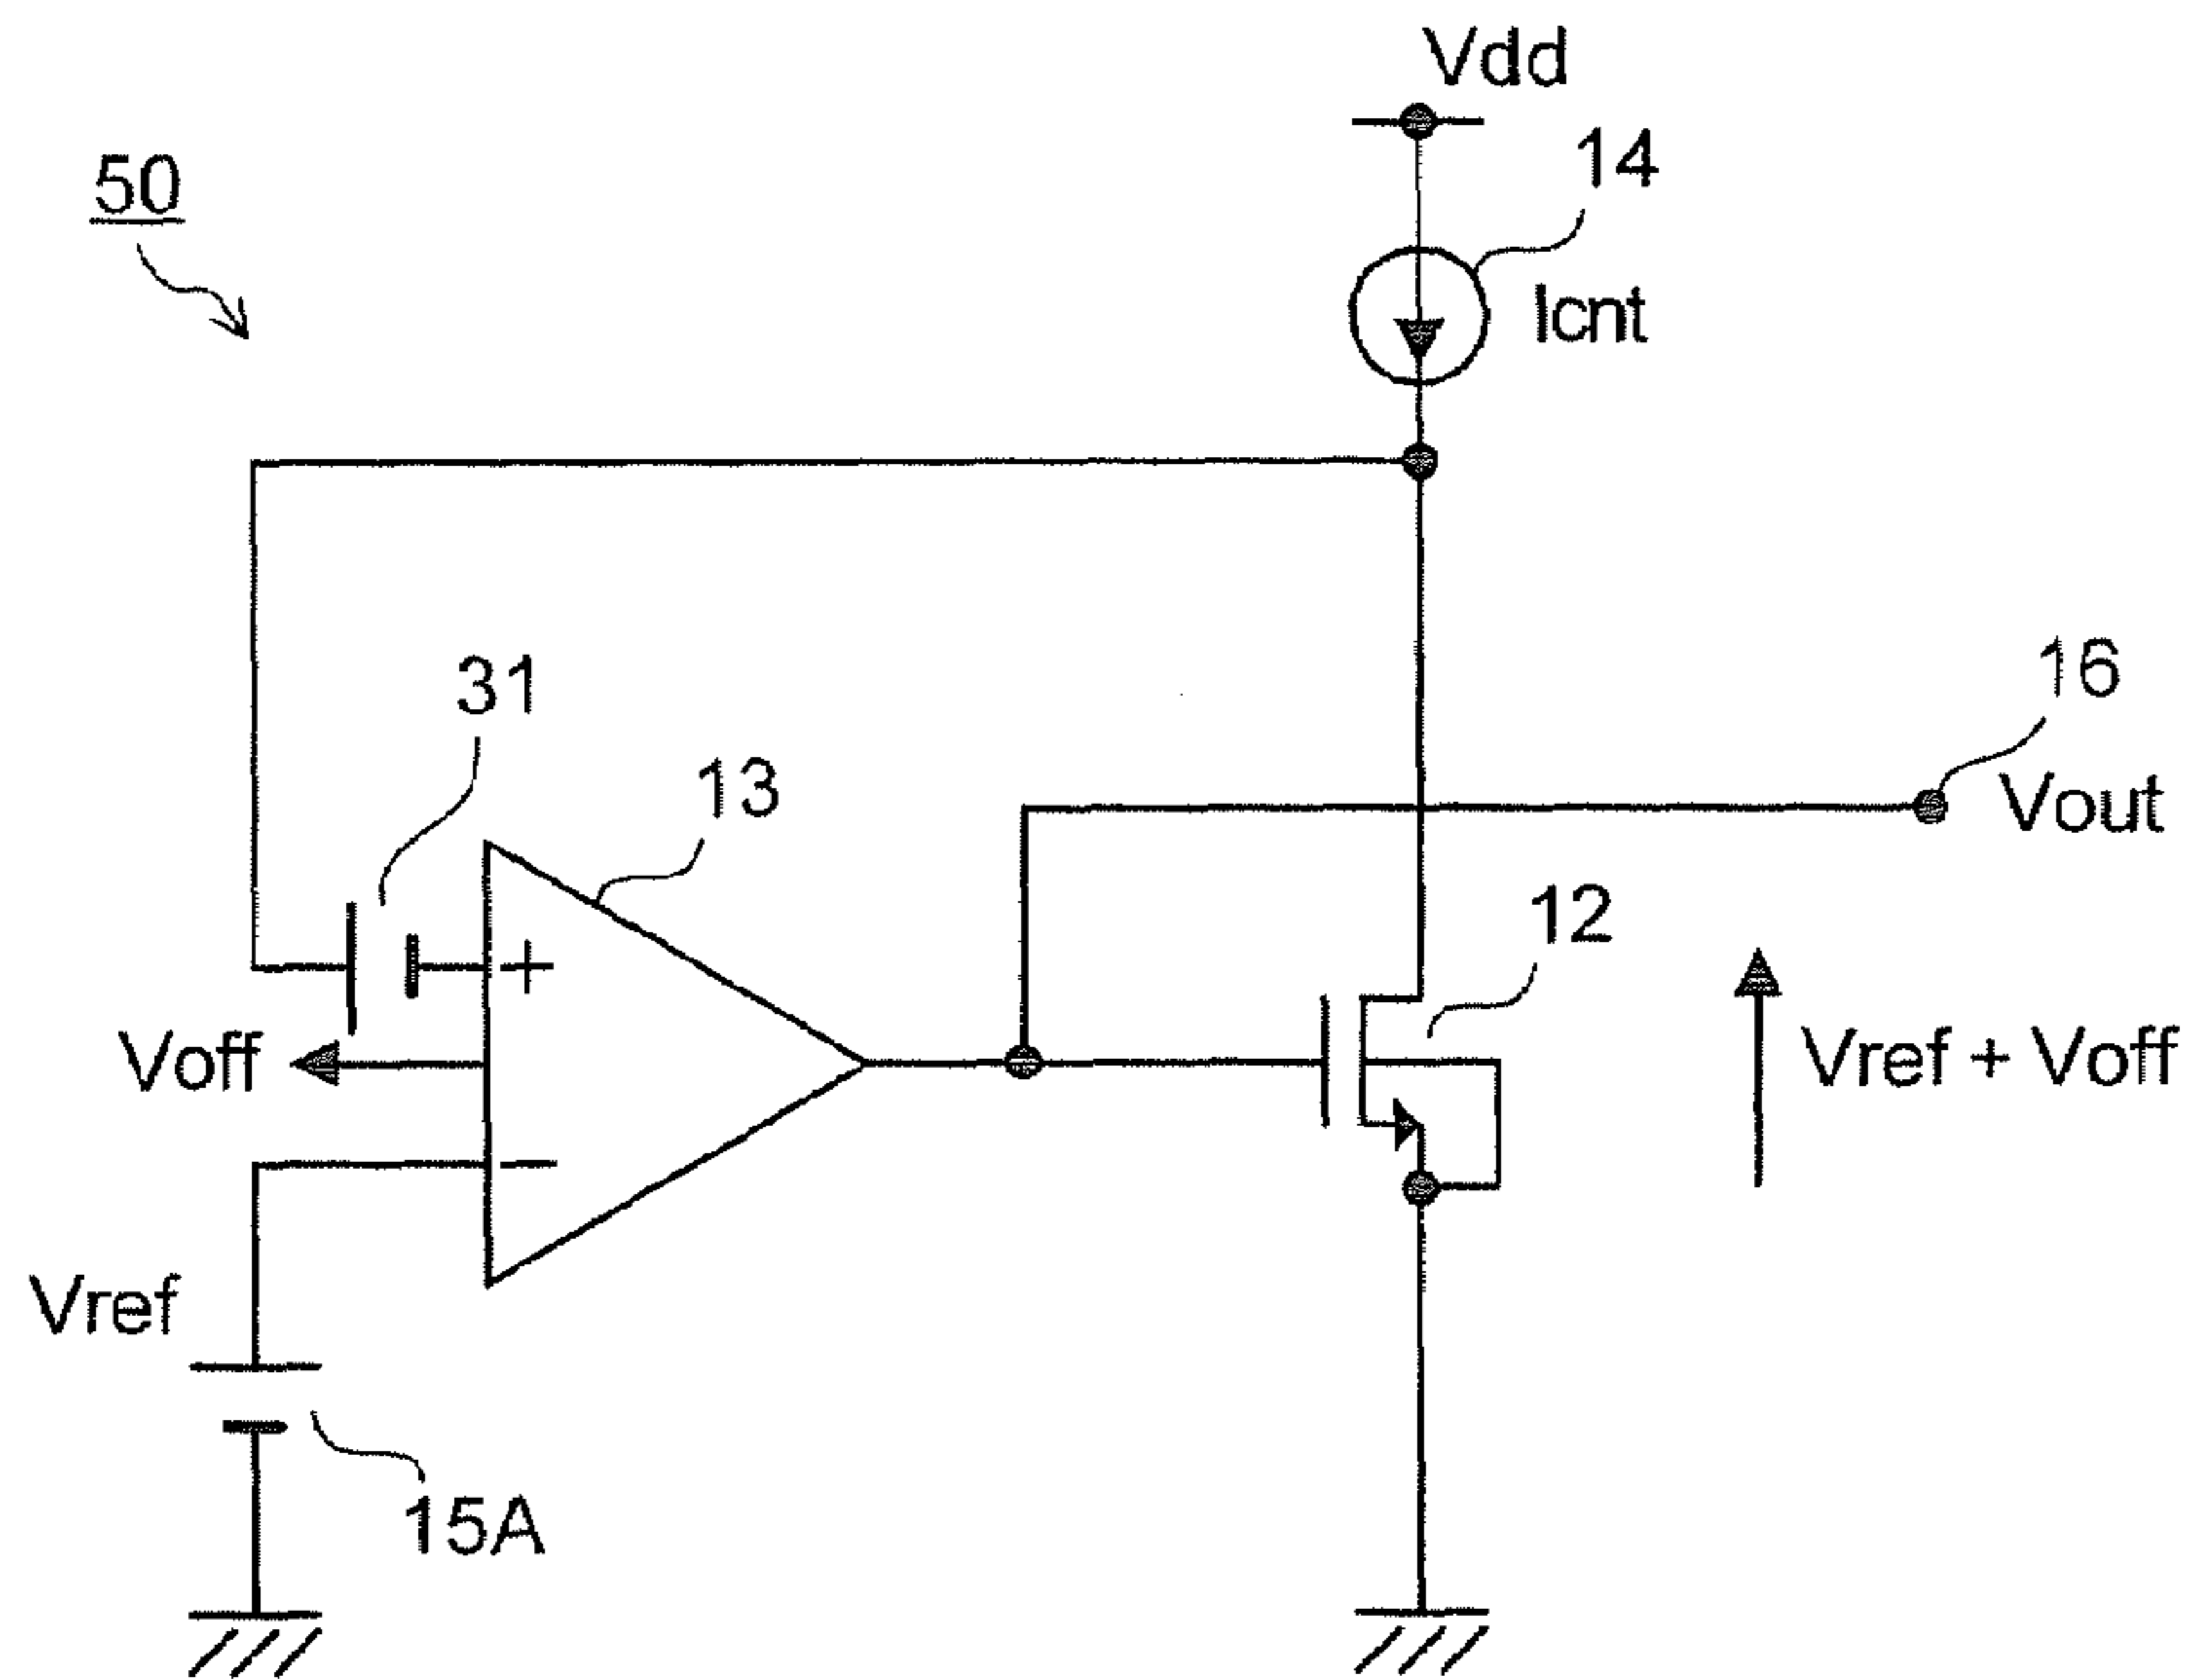 Vdd
50
14
Icnt
31
13
16
Vout
12
+
Voff
Vref + Voff
−
Vref
15A